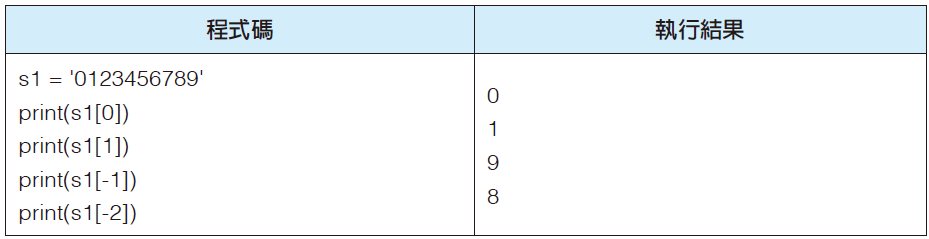 程式碼
執行結果
s1 = '0123456789'
print(s1[0])
print(s1[1])
print(s1[-1])
print(s1[-2])
0
1
9
8